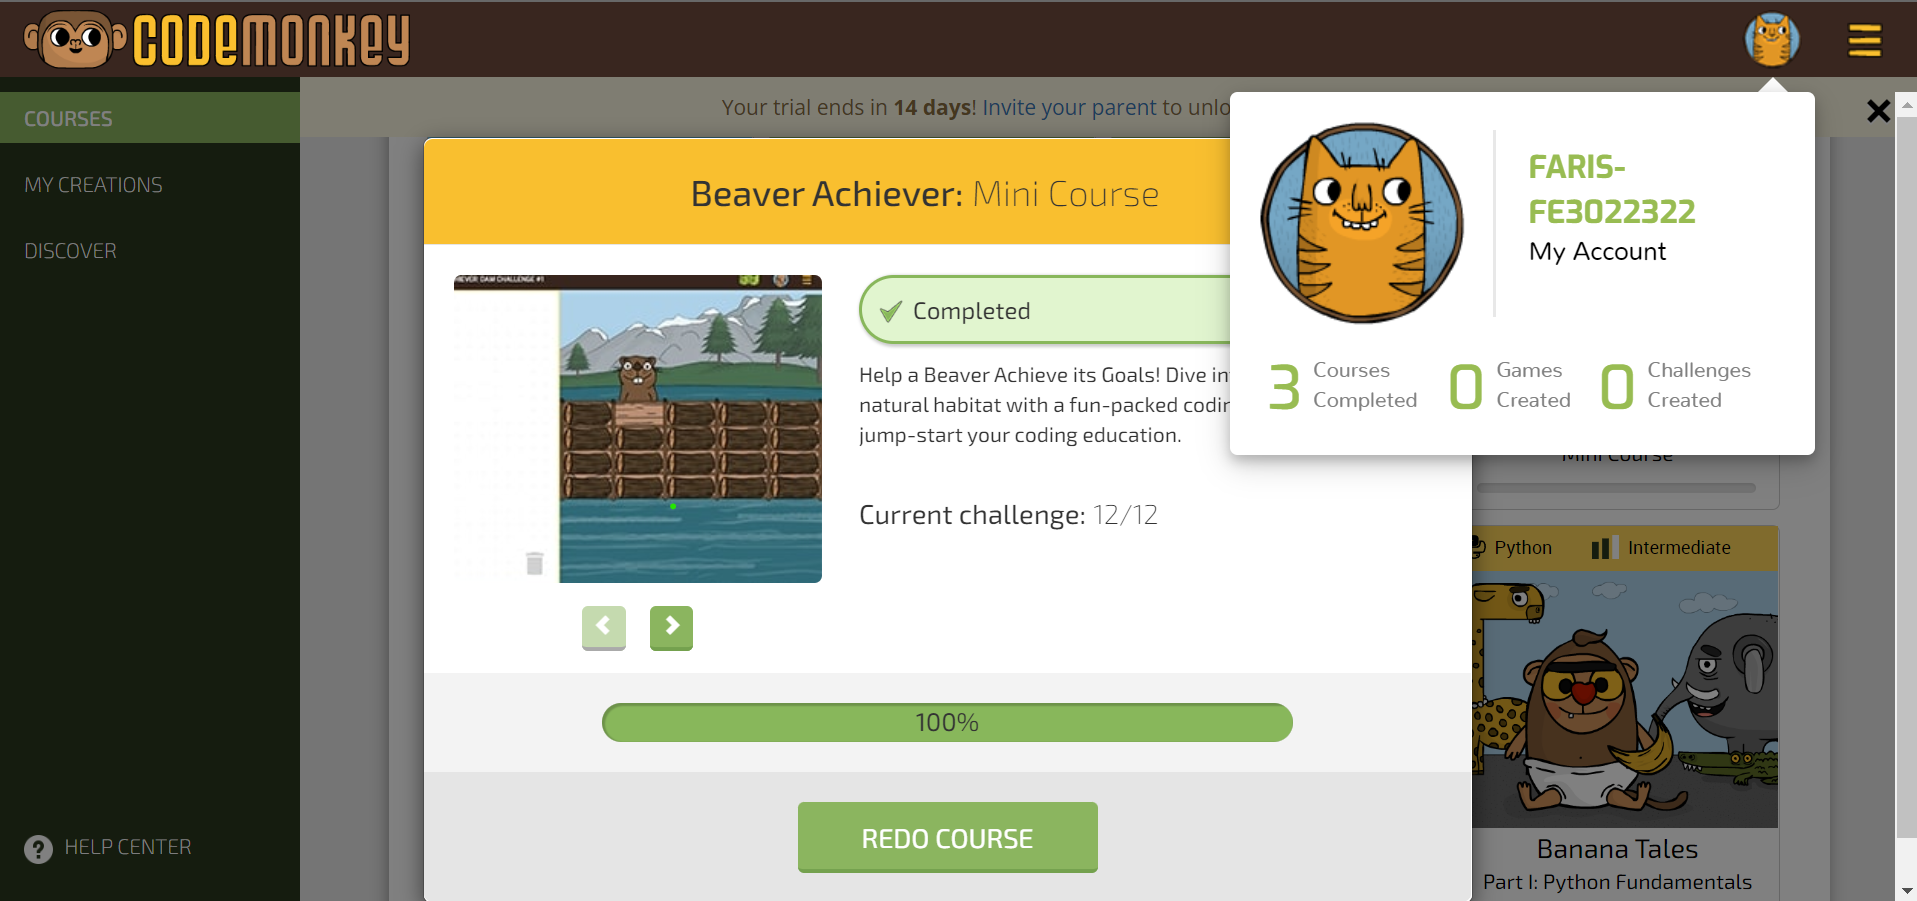 CODEMONKEY
COURSES
MY CREATIONS
DISCOVER
HELP CENTER
Your trial ends in 14 days! Invite your parent to unlo
Beaver Achiever: Mini Course
IEVER: DAM CHALLENGE #1
Completed
Help a Beaver Achieve its Goals! Dive in
natural habitat with a fun-packed codin
jump-start your coding education.
Current challenge: 12/12
100%
REDO COURSE
FARIS-
FE3022322
My Account
3 Courses Completed
0 Games Created
0 Challenges Created
Mini Course
Python
Intermediate
Banana Tales
Part I: Python Fundamentals